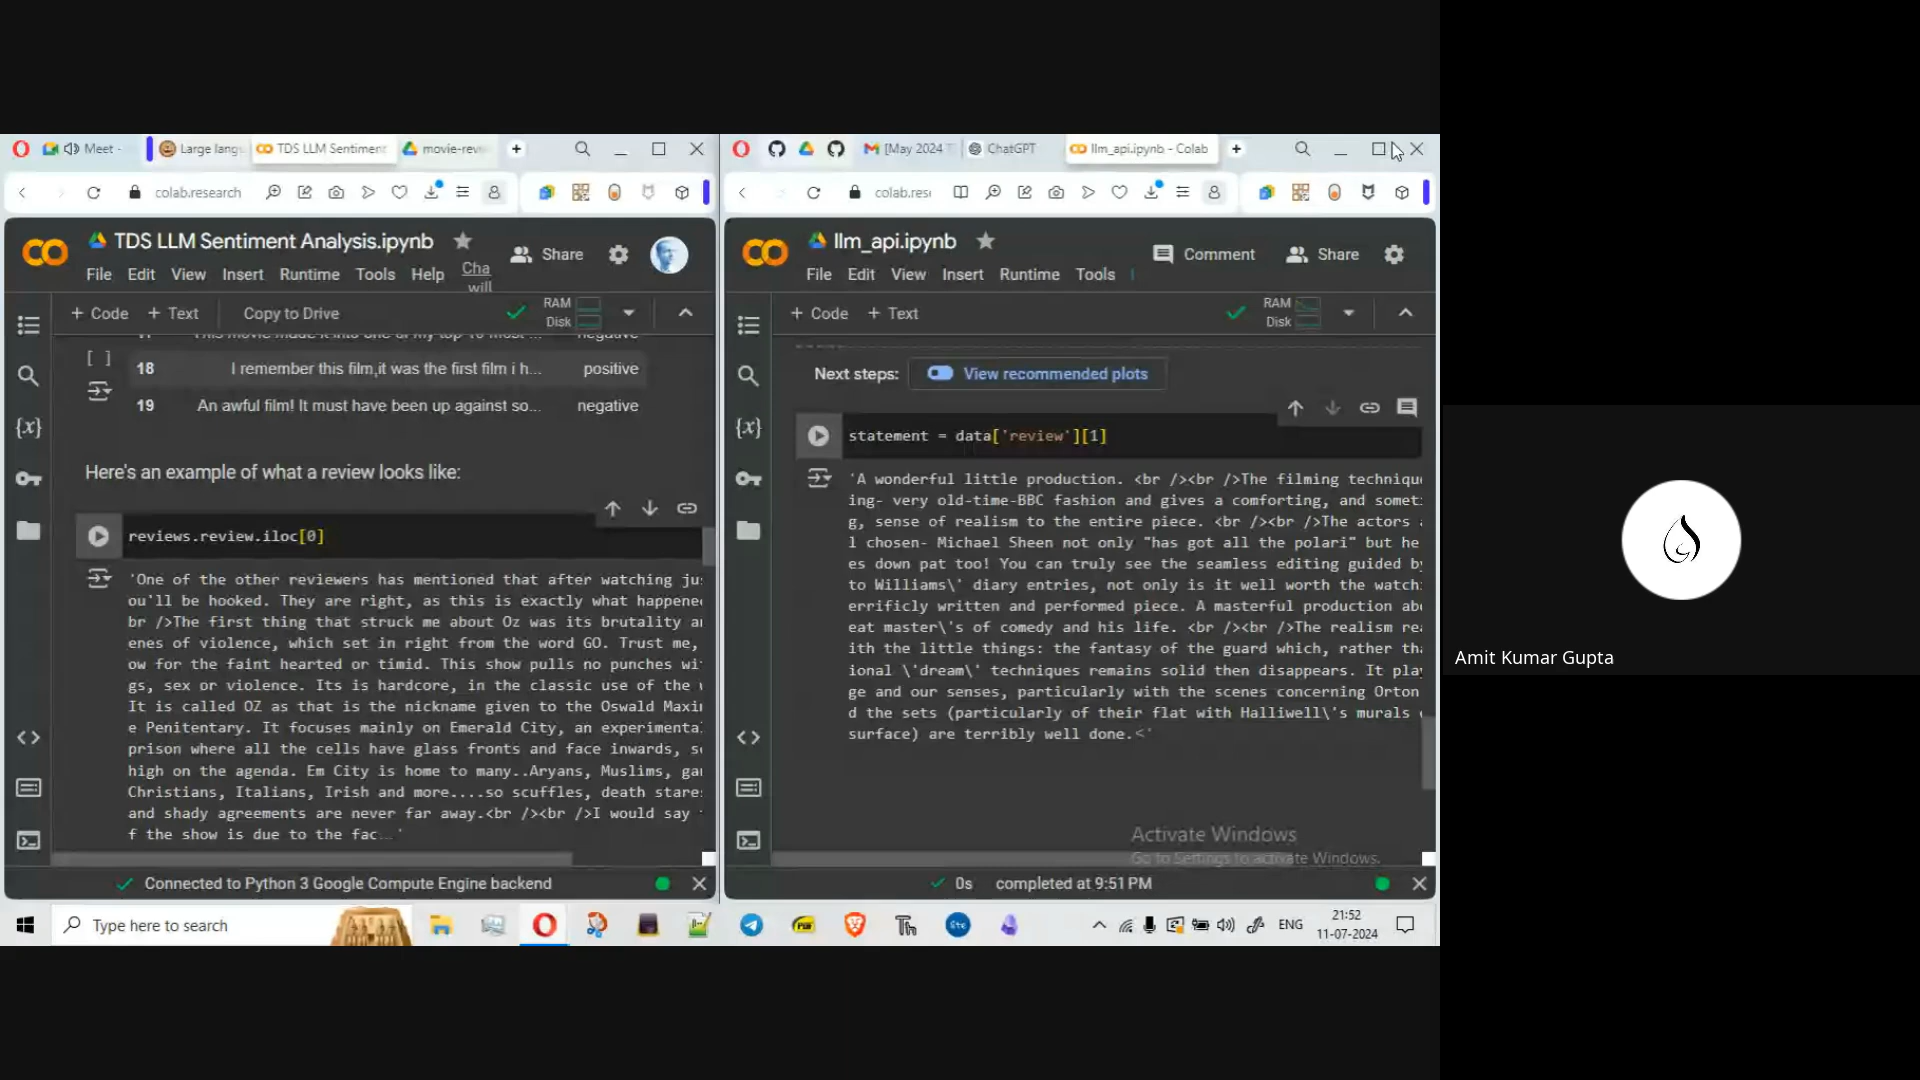 Meet -
Large lang
TDS LLM Sentiment
movie-rev
colab.research
TDS LLM Sentiment Analysis.ipynb
Share
File Edit View Insert Runtime Tools Help Cha
will
+ Code + Text Copy to Drive
RAM
Disk
[ ]
18 I remember this film,it was the first film i h... positive
19 An awful film! It must have been up against so... negative
{x}
Here's an example of what a review looks like:
reviews.review.iloc[0]
'One of the other reviewers has mentioned that after watching ju
ou'll be hooked. They are right, as this is exactly what happene
br />The first thing that struck me about Oz was its brutality a
enes of violence, which set in right from the word GO. Trust me,
ow for the faint hearted or timid. This show pulls no punches wi
gs, sex or violence. Its is hardcore, in the classic use of the
It is called OZ as that is the nickname given to the Oswald Maxi
e Penitentary. It focuses mainly on Emerald City, an experimenta
prison where all the cells have glass fronts and face inwards, s
high on the agenda. Em City is home to many..Aryans, Muslims, ga
Christians, Italians, Irish and more....so scuffles, death stare
and shady agreements are never far away.<br /><br />I would say
f the show is due to the fac...'
Connected to Python 3 Google Compute Engine backend
[May 2024
ChatGPT
llm_api.ipynb - Colab
colab.res
llm_api.ipynb
Comment
Share
File Edit View Insert Runtime Tools
+ Code + Text
RAM
Disk
Next steps: View recommended plots
{x}
statement = data['review'][1]
'A wonderful little production. <br /><br />The filming techniqu
ing- very old-time-BBC fashion and gives a comforting, and somet
g, sense of realism to the entire piece. <br /><br />The actors
l chosen- Michael Sheen not only "has got all the polari" but he
es down pat too! You can truly see the seamless editing guided b
to Williams\' diary entries, not only is it well worth the watch
errificly written and performed piece. A masterful production ab
eat master\'s of comedy and his life. <br /><br />The realism re
ith the little things: the fantasy of the guard which, rather th
ional \'dream\' techniques remains solid then disappears. It pla
ge and our senses, particularly with the scenes concerning Orton
d the sets (particularly of their flat with Halliwell\'s murals
surface) are terribly well done.<'
Activate Windows
Go to Settings to activate Windows.
0s completed at 9:51 PM
Type here to search
ENG
21:52
11-07-2024
Amit Kumar Gupta